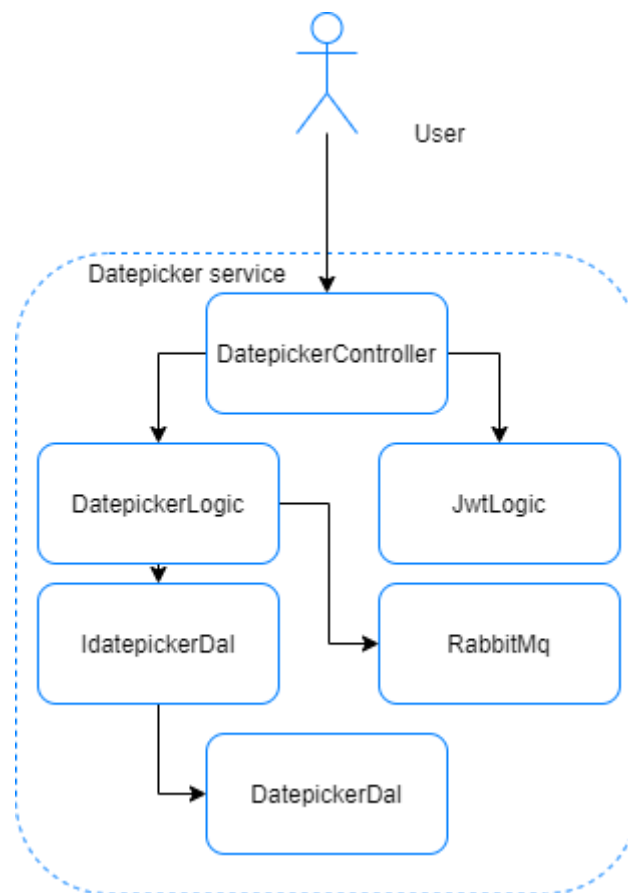 User
Datepicker service
DatepickerController
DatepickerLogic
JwtLogic
IdatepickerDal
RabbitMq
DatepickerDal